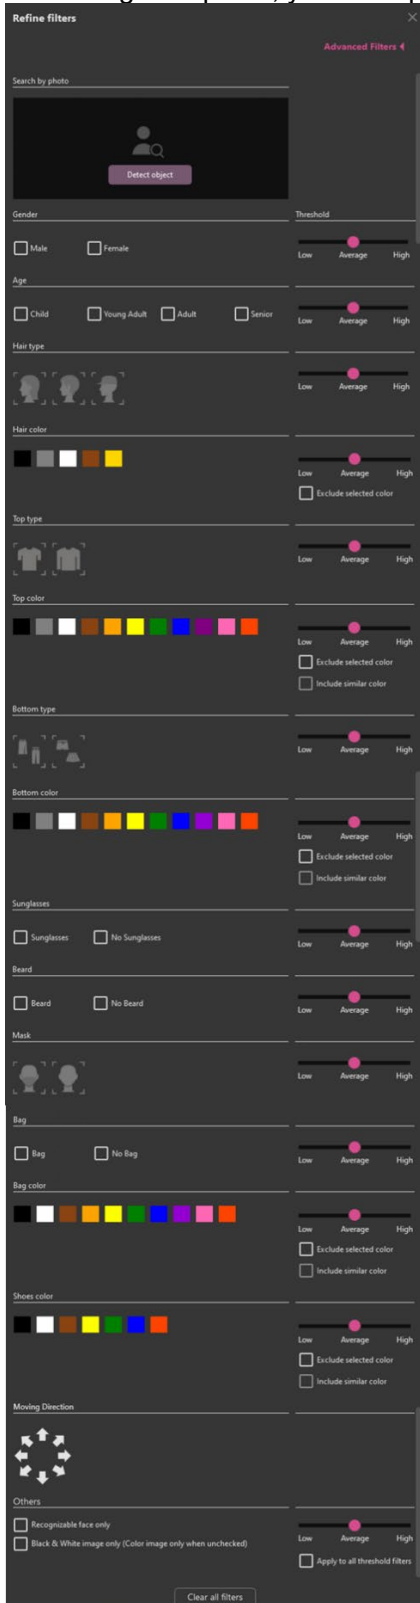 Refine filters
Advanced Filters
Search by photo
Detect object
Gender
Threshold
Male
Female
Low Average High
Age
Child
Young Adult
Adult
Senior
Low Average High
Hair type
Low Average High
Hair color
Low Average High
Exclude selected color
Top type
Low Average High
Top color
Low Average High
Exclude selected color
Include similar color
Bottom type
Low Average High
Bottom color
Low Average High
Exclude selected color
Include similar color
Sunglasses
Sunglasses
No Sunglasses
Low Average High
Beard
Beard
No Beard
Low Average High
Mask
Low Average High
Bag
Bag
No Bag
Low Average High
Bag color
Low Average High
Exclude selected color
Include similar color
Shoes color
Low Average High
Exclude selected color
Include similar color
Moving Direction
Others
Recognizable face only
Black & White image only (Color image only when unchecked)
Low Average High
Apply to all threshold filters
Clear all filters